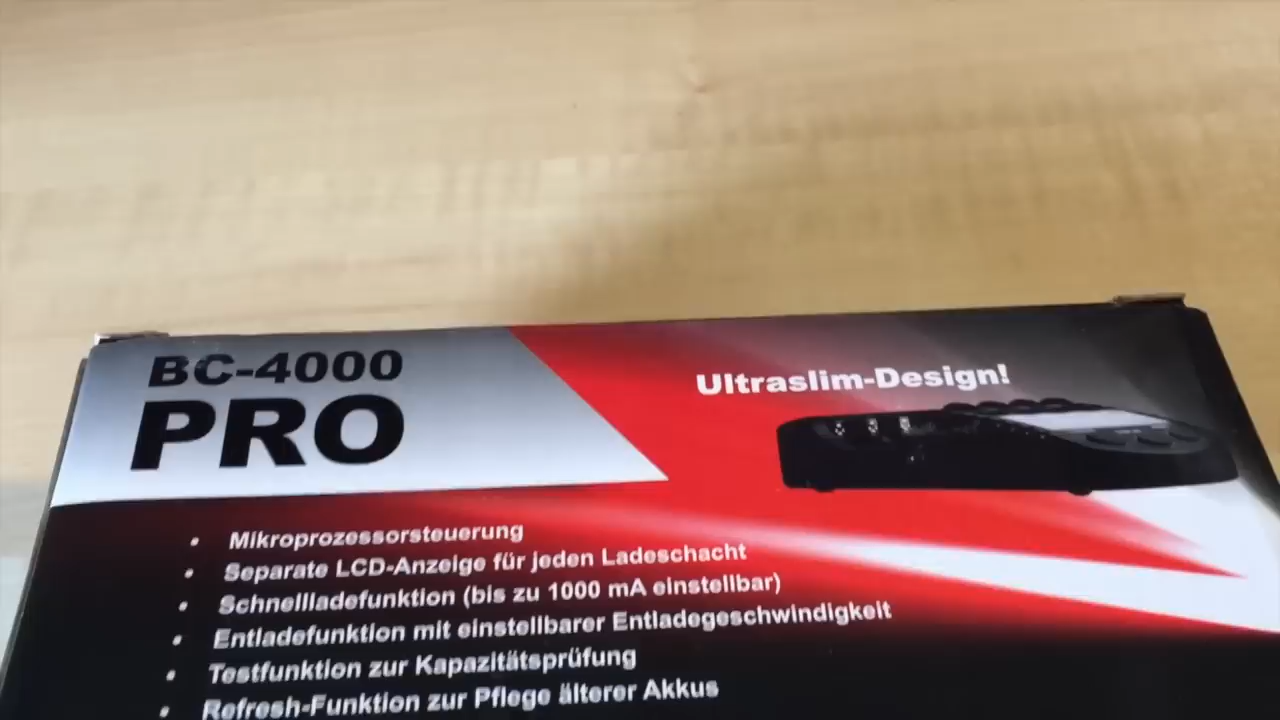 BC-4000
PRO
Ultraslim-Design!
• Mikroprozessorsteuerung
• Separate LCD-Anzeige für jeden Ladeschacht
• Schnellladefunktion (bis zu 1000 mA einstellbar)
• Entladefunktion mit einstellbarer Entladegeschwindigkeit
• Testfunktion zur Kapazitätsprüfung
• Refresh-Funktion zur Pflege älterer Akkus